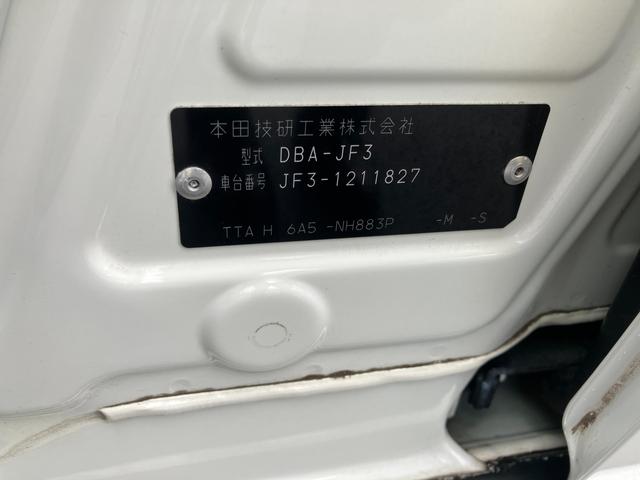 本田技研工業株式会社
型式 DBA-JF3
車台番号 JF3-1211827
TTA H 6A5 -NH883P -M -S